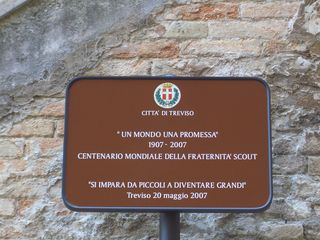 CITTA' DI TREVISO
"UN MONDO UNA PROMESSA"
1907 - 2007
CENTENARIO MONDIALE DELLA FRATERNITA' SCOUT
"SI IMPARA DA PICCOLI A DIVENTARE GRANDI"
Treviso 20 maggio 2007